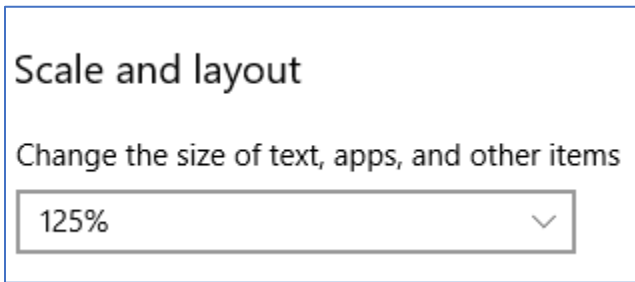 Scale and layout
Change the size of text, apps, and other items
125%